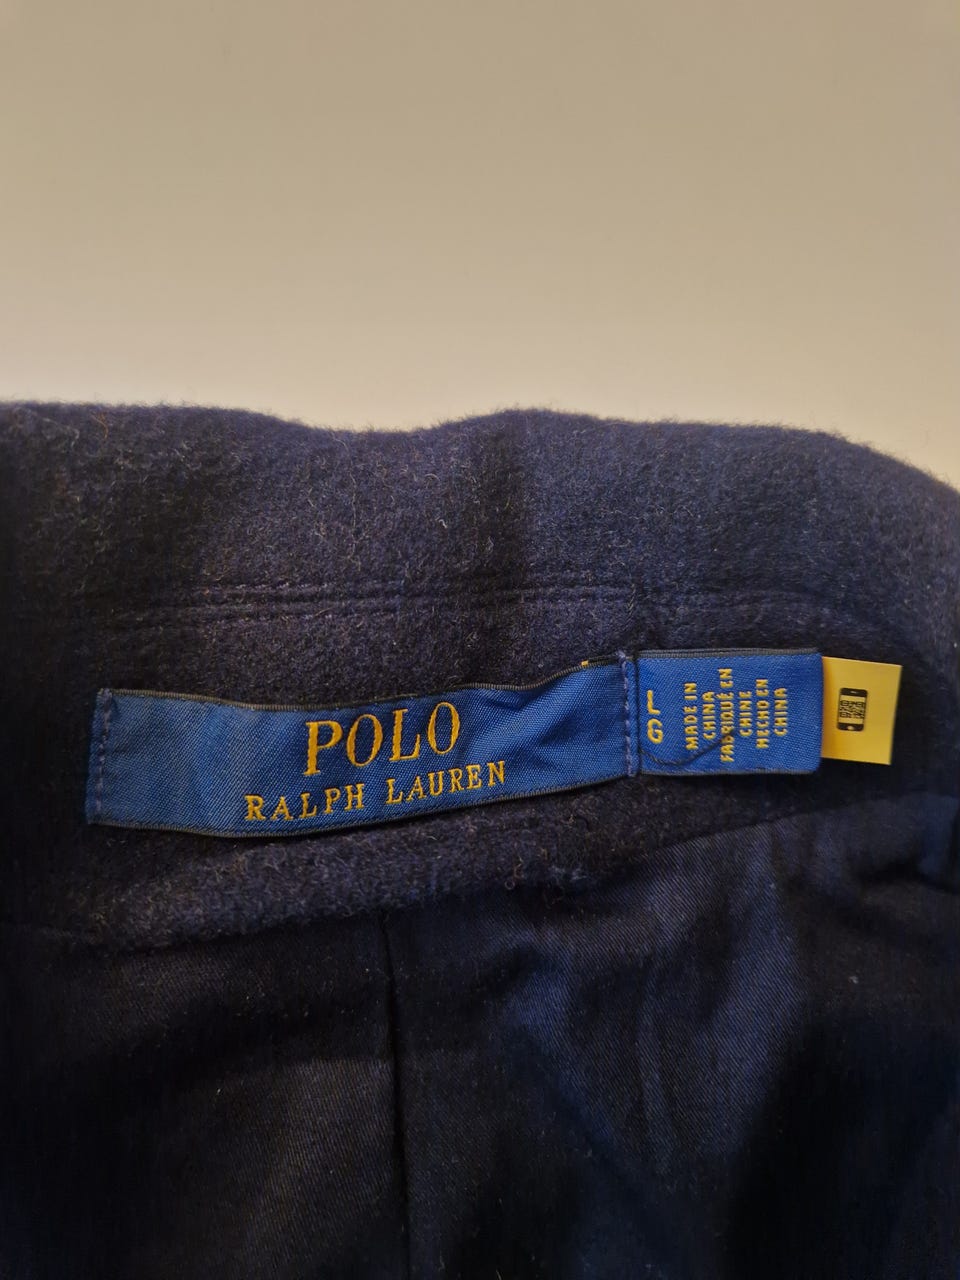 POLO
RALPH LAUREN
L
G
MADE IN
CHINA
FABRIQUÉ EN
CHINE
HECHO EN
CHINA